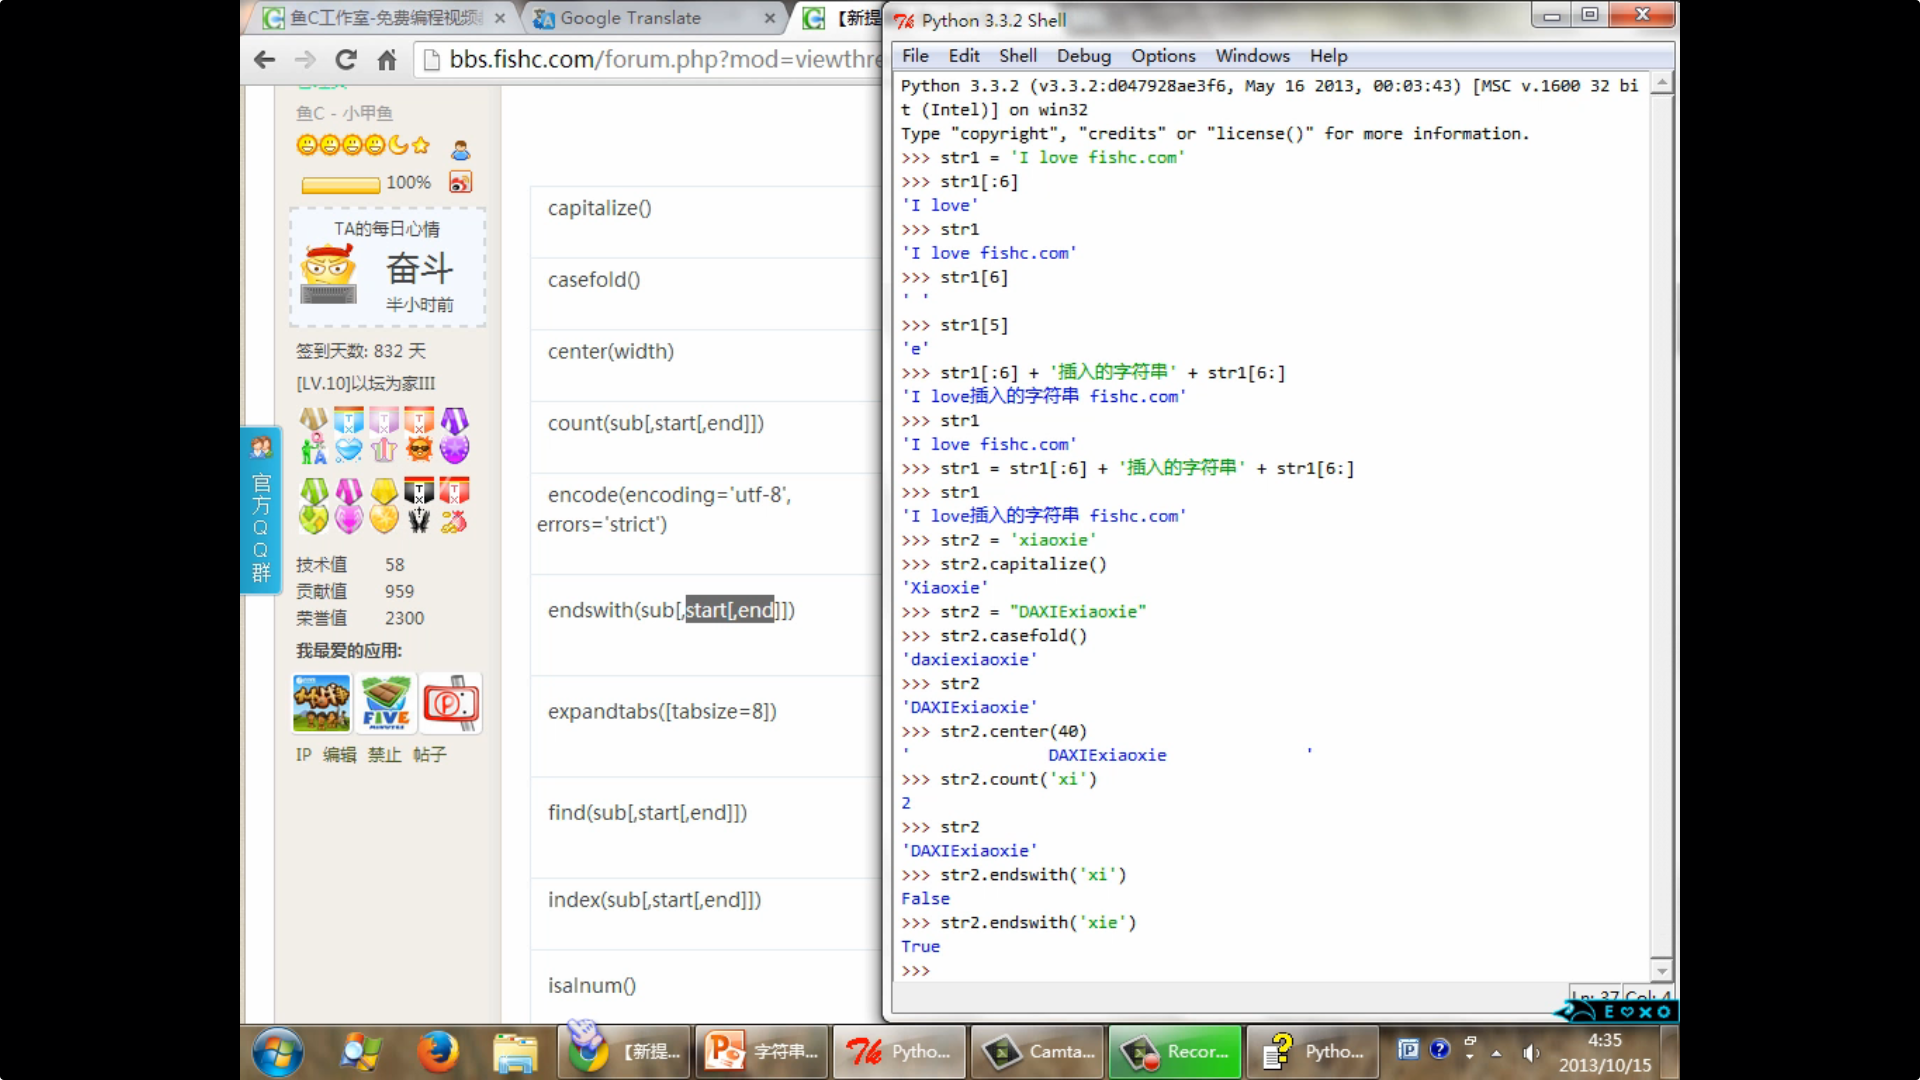 鱼C工作室-免费编程视频
Google Translate
【新提
bbs.fishc.com/forum.php?mod=viewthre
鱼C - 小甲鱼
100%
TA的每日心情
奋斗
半小时前
签到天数: 832 天
[LV.10]以坛为家III
官方QQ群
技术值 58
贡献值 959
荣誉值 2300
我最爱的应用:
FIVE
IP 编辑 禁止 帖子
capitalize()
casefold()
center(width)
count(sub[,start[,end]])
encode(encoding='utf-8',
errors='strict')
endswith(sub[,start[,end]])
expandtabs([tabsize=8])
find(sub[,start[,end]])
index(sub[,start[,end]])
isalnum()
Python 3.3.2 Shell
File Edit Shell Debug Options Windows Help
Python 3.3.2 (v3.3.2:d047928ae3f6, May 16 2013, 00:03:43) [MSC v.1600 32 bi
t (Intel)] on win32
Type "copyright", "credits" or "license()" for more information.
>>> str1 = 'I love fishc.com'
>>> str1[:6]
'I love'
>>> str1
'I love fishc.com'
>>> str1[6]
' '
>>> str1[5]
'e'
>>> str1[:6] + '插入的字符串' + str1[6:]
'I love插入的字符串 fishc.com'
>>> str1
'I love fishc.com'
>>> str1 = str1[:6] + '插入的字符串' + str1[6:]
>>> str1
'I love插入的字符串 fishc.com'
>>> str2 = 'xiaoxie'
>>> str2.capitalize()
'Xiaoxie'
>>> str2 = "DAXIExiaoxie"
>>> str2.casefold()
'daxiexiaoxie'
>>> str2
'DAXIExiaoxie'
>>> str2.center(40)
'              DAXIExiaoxie              '
>>> str2.count('xi')
2
>>> str2
'DAXIExiaoxie'
>>> str2.endswith('xi')
False
>>> str2.endswith('xie')
True
>>>
Ln: 37 Col: 4
【新提...
字符串...
Pytho...
Camta...
Recor...
Pytho...
4:35
2013/10/15